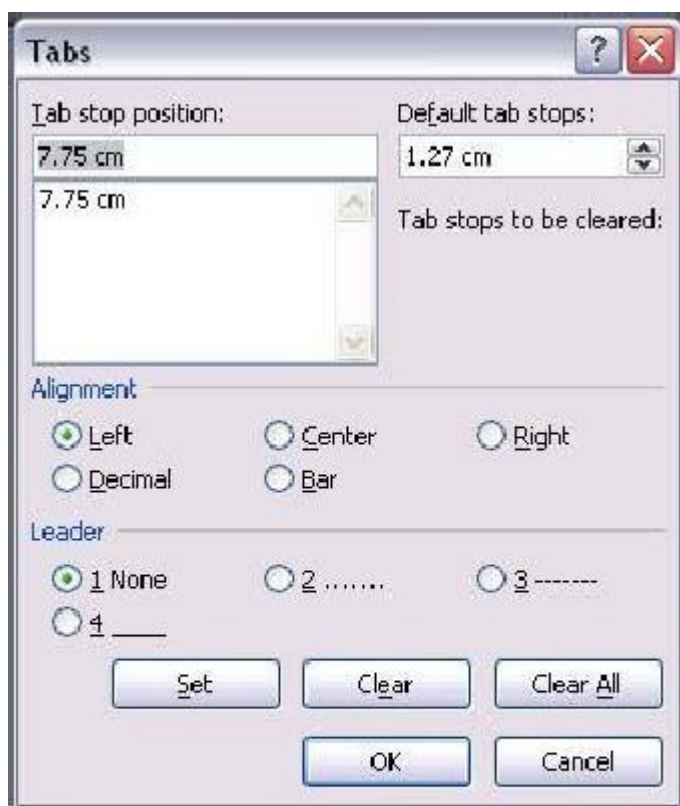 Tabs
Tab stop position:
Default tab stops:
7.75 cm
1.27 cm
7.75 cm
Tab stops to be cleared:
Alignment
Left Center Right
Decimal Bar
Leader
1 None 2 ....... 3 -------
4 ____
Set Clear Clear All
OK Cancel